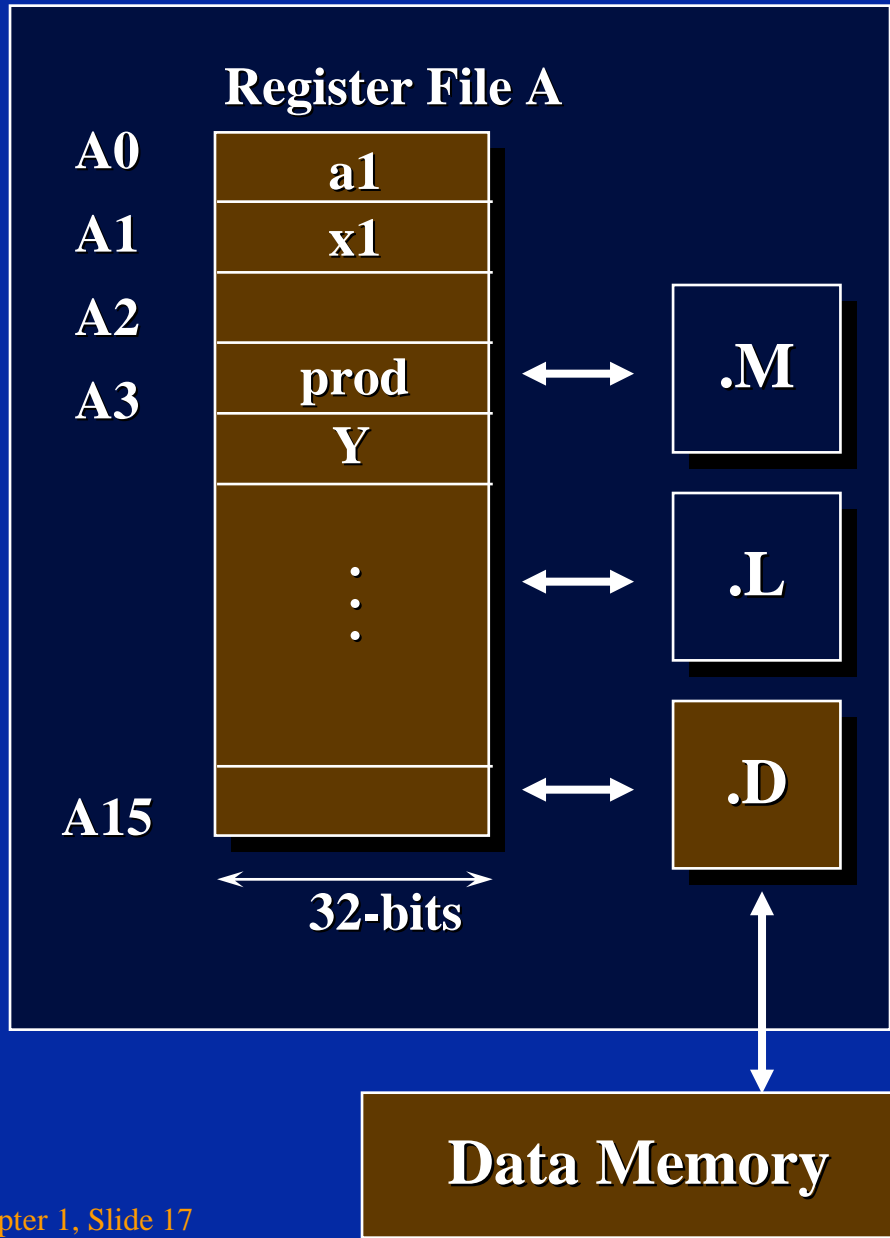 Register File A
A0
a1
A1
x1
A2
A3
prod
.M
Y
.
.
.
.L
A15
.D
32-bits
Data Memory
pter 1, Slide 17